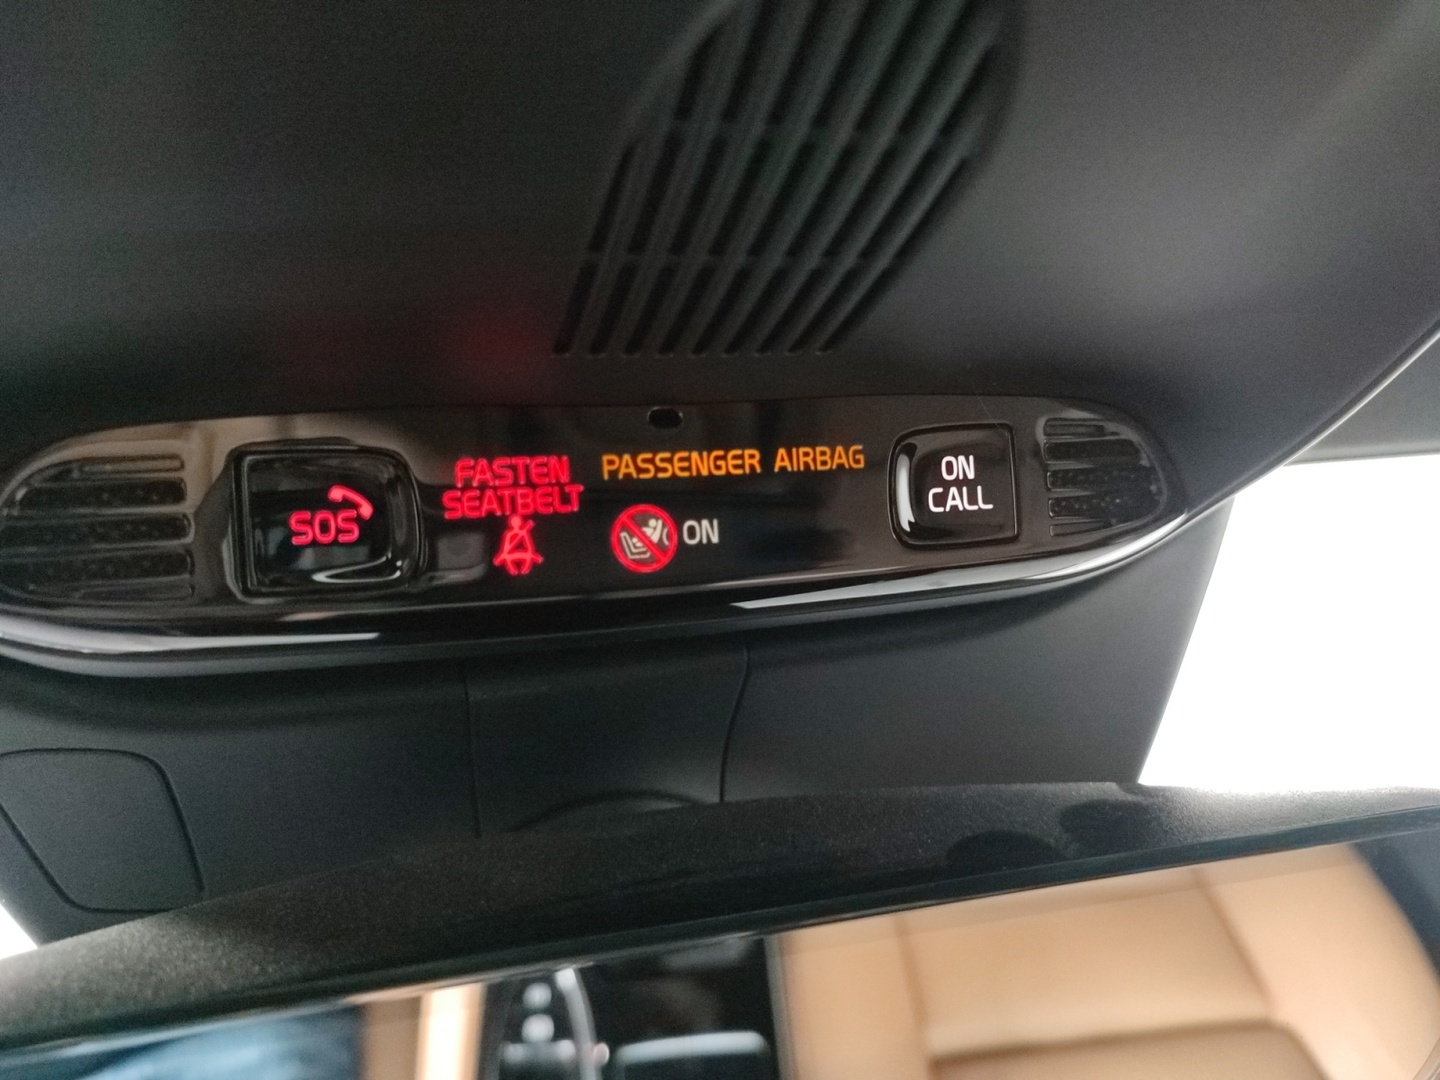 SOS
FASTEN
SEATBELT
PASSENGER AIRBAG
ON
ON
CALL